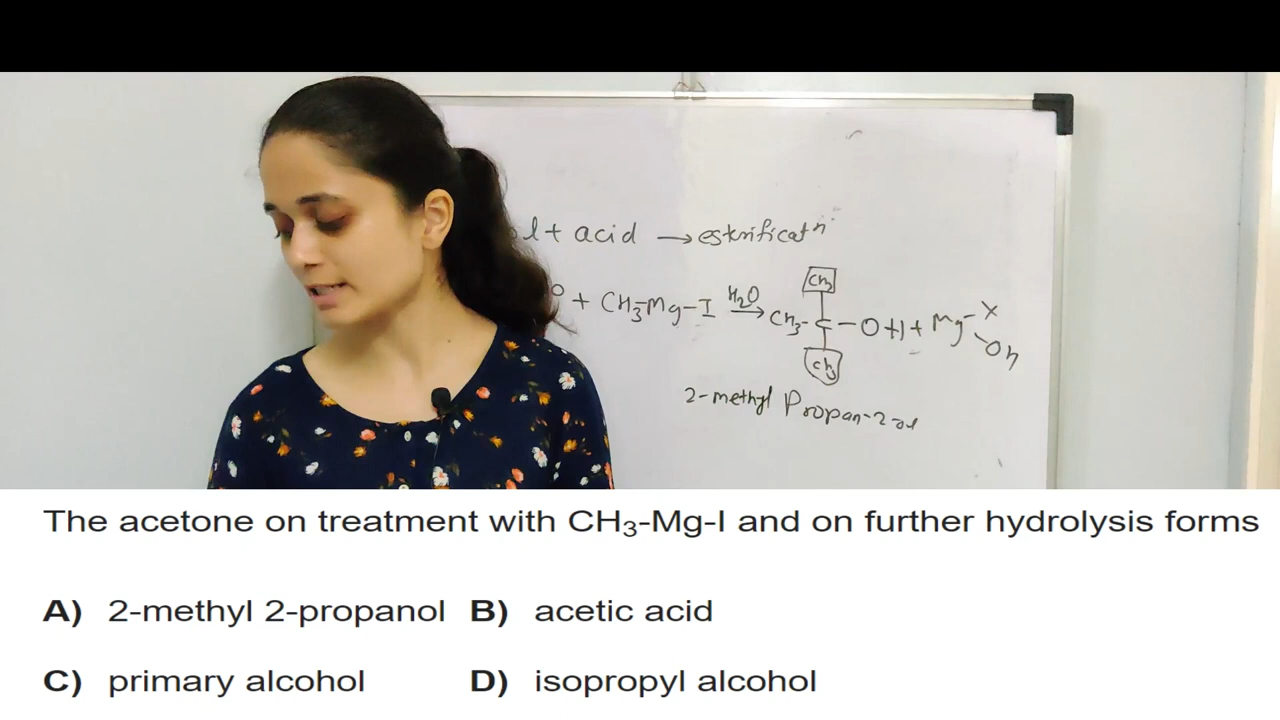 l + acid → esterificatⁿ
O + CH₃-Mg-I H₂O → CH₃-C-OH + Mg-X
CH₃
CH₃
OH
2-methyl Propan-2-ol
The acetone on treatment with CH₃-Mg-I and on further hydrolysis forms
A) 2-methyl 2-propanol B) acetic acid
C) primary alcohol D) isopropyl alcohol